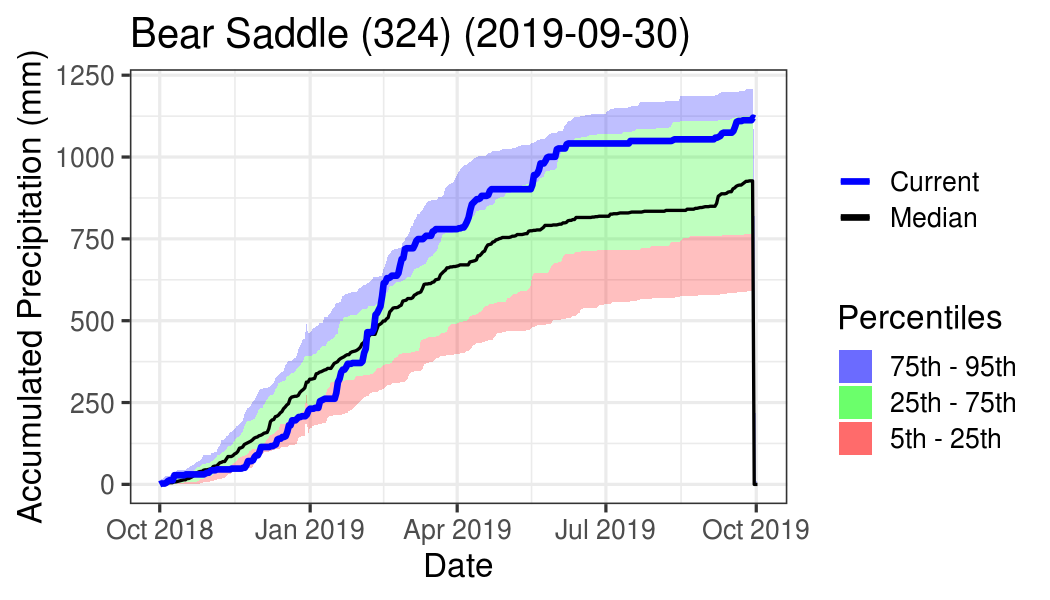 Bear Saddle (324) (2019-09-30)
Accumulated Precipitation (mm)
1250
1000
750
500
250
0
Oct 2018
Jan 2019
Apr 2019
Jul 2019
Oct 2019
Date
Current
Median
Percentiles
75th - 95th
25th - 75th
5th - 25th